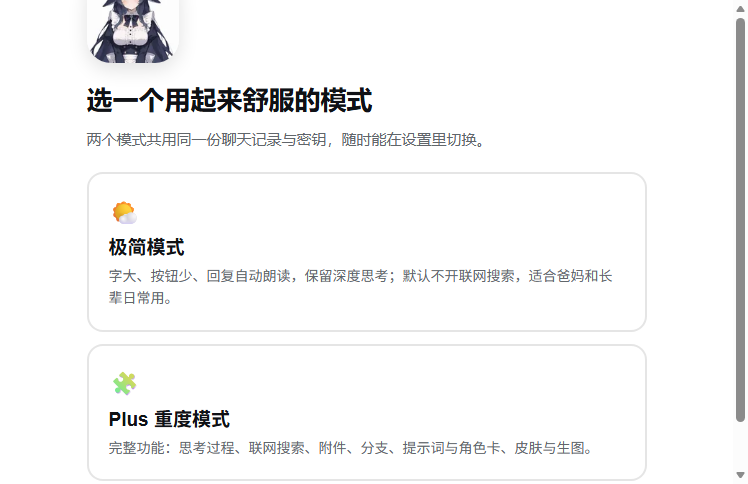 选一个用起来舒服的模式
两个模式共用同一份聊天记录与密钥，随时能在设置里切换。
极简模式
字大、按钮少、回复自动朗读，保留深度思考；默认不开联网搜索，适合爸妈和长
辈日常用。
Plus 重度模式
完整功能：思考过程、联网搜索、附件、分支、提示词与角色卡、皮肤与生图。